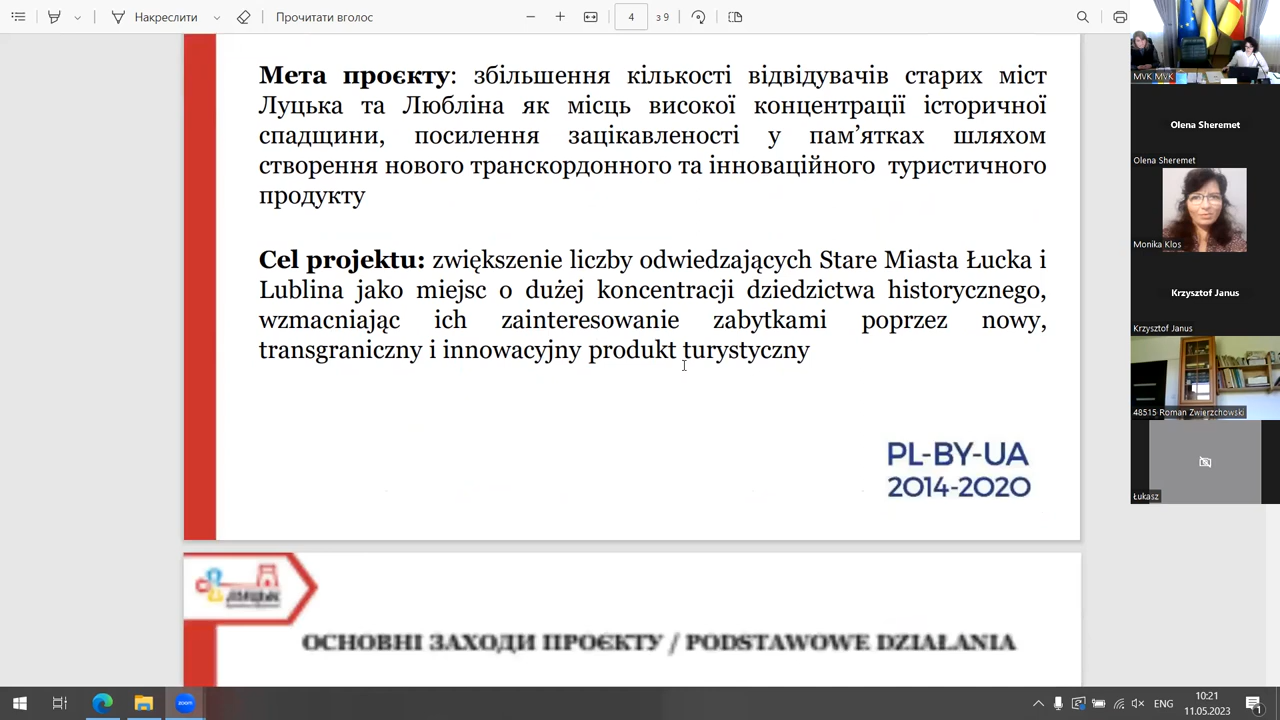 Накреслити
Прочитати вголос
4
з 9
Мета проєкту: збільшення кількості відвідувачів старих міст
Луцька та Любліна як місць високої концентрації історичної
спадщини, посилення зацікавленості у пам’ятках шляхом
створення нового транскордонного та інноваційного туристичного
продукту
Cel projektu: zwiększenie liczby odwiedzających Stare Miasta Łucka i
Lublina jako miejsc o dużej koncentracji dziedzictwa historycznego,
wzmacniając ich zainteresowanie zabytkami poprzez nowy,
transgraniczny i innowacyjny produkt turystyczny
PL-BY-UA
2014-2020
ЛУЦЬК
ОСНОВНІ ЗАХОДИ ПРОЄКТУ / PODSTAWOWE DZIAŁANIA
MVK MVK
Olena Sheremet
Olena Sheremet
Monika Klos
Krzysztof Janus
Krzysztof Janus
48515 Roman Zwierzchowski
Łukasz
zoom
ENG
10:21
11.05.2023
1